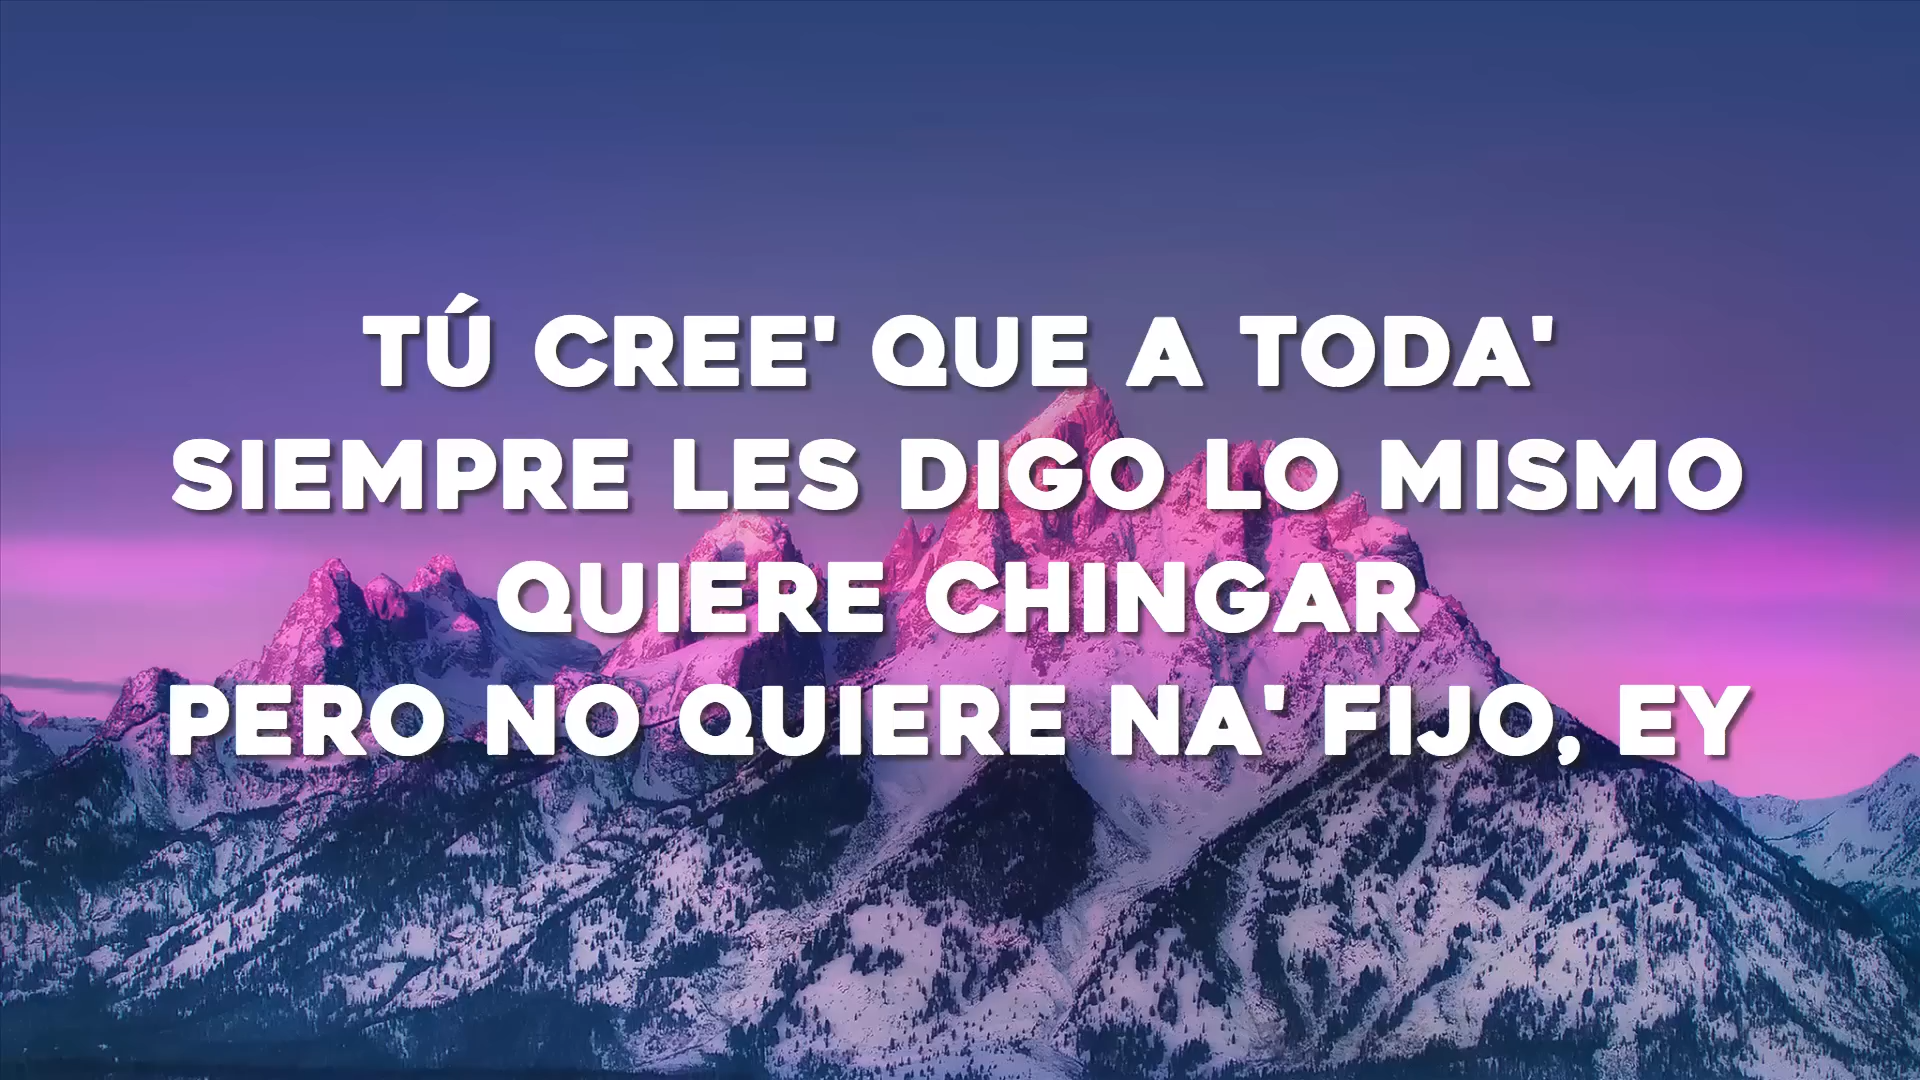 TÚ CREE' QUE A TODA'
SIEMPRE LES DIGO LO MISMO
QUIERE CHINGAR
PERO NO QUIERE NA' FIJO, EY